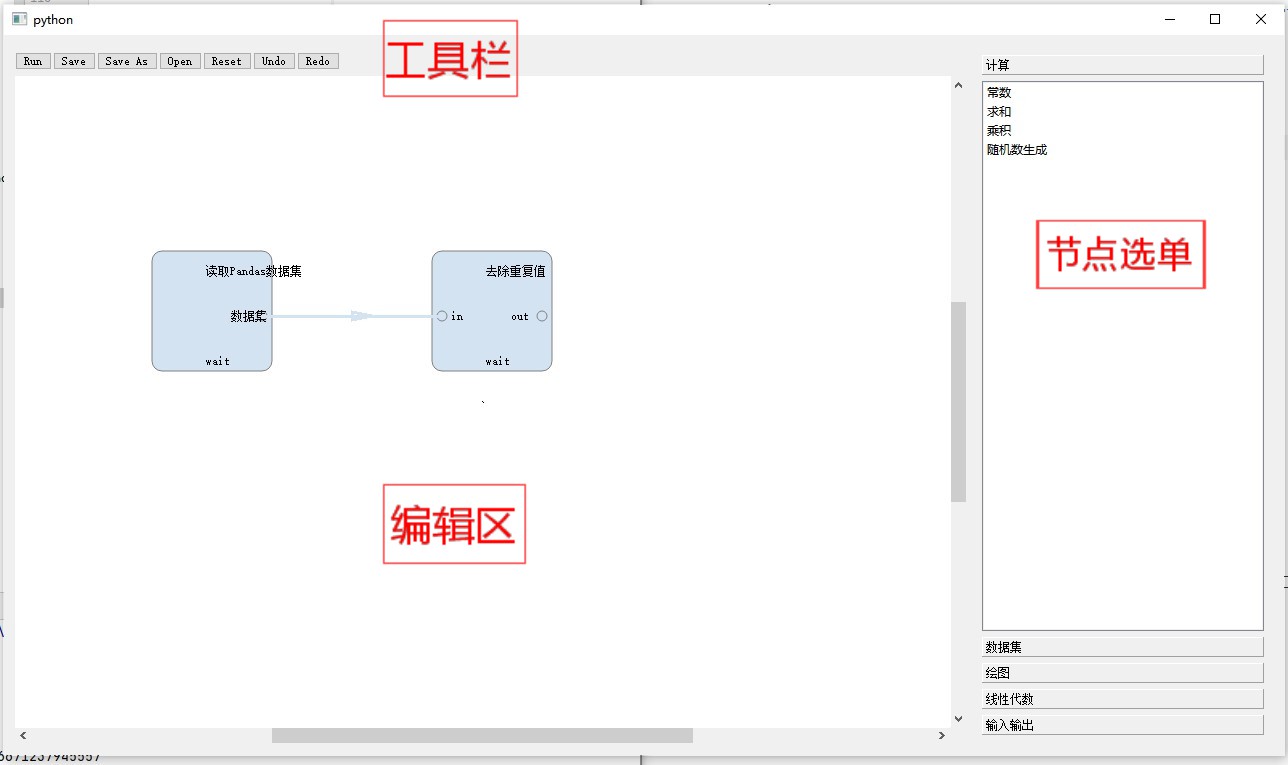 python
工具栏
Run Save Save As Open Reset Undo Redo
计算
常数
求和
乘积
随机数生成
节点选单
读取Pandas数据集
数据集
wait
去除重复值
in out
wait
编辑区
数据集
绘图
线性代数
输入输出